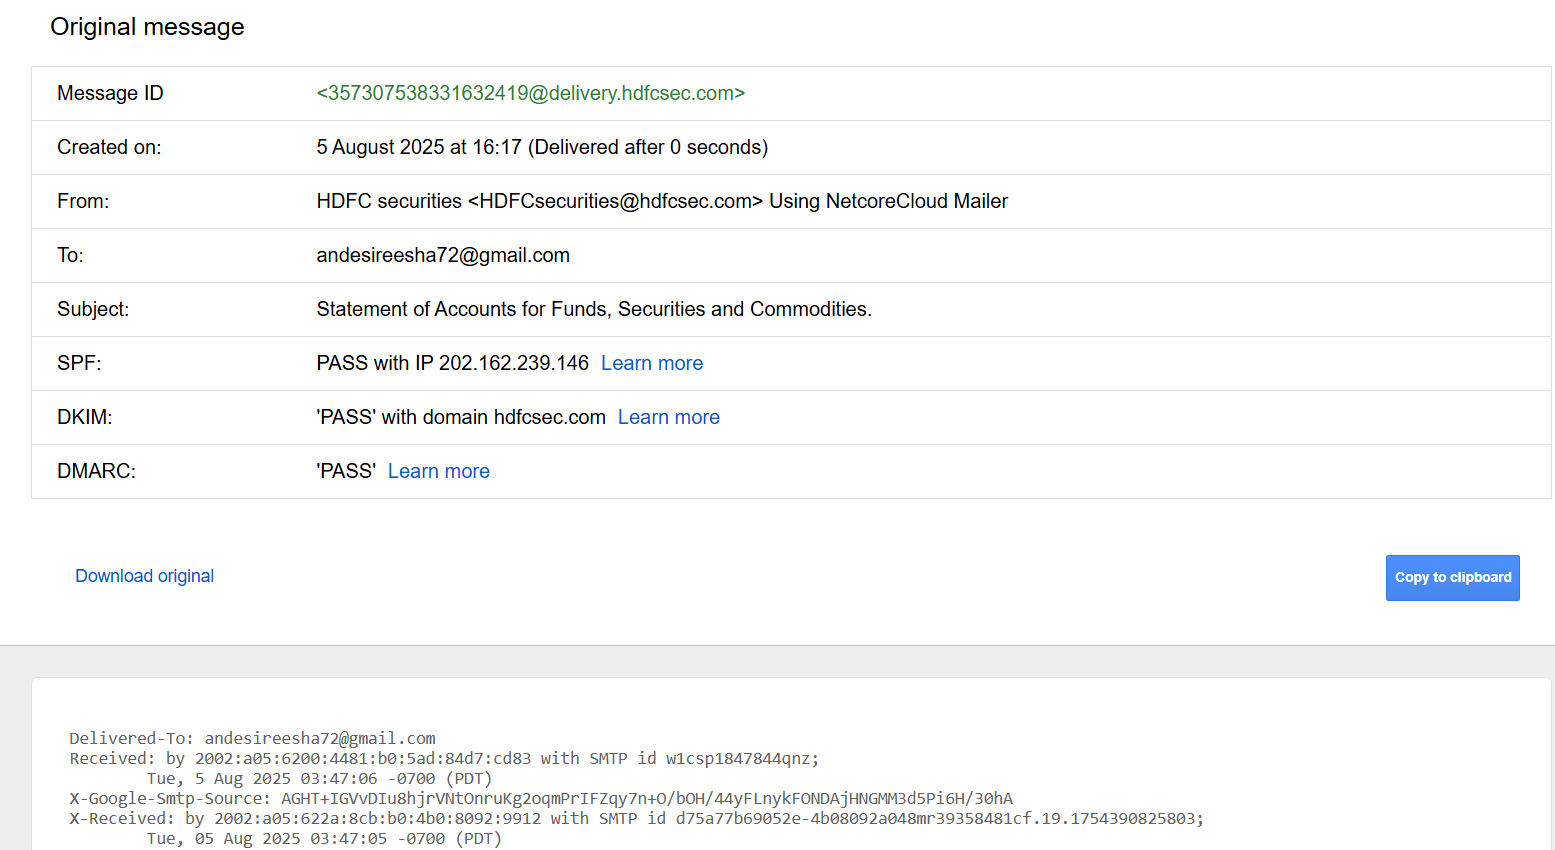 Original message
Message ID <357307538331632419@delivery.hdfcsec.com>
Created on: 5 August 2025 at 16:17 (Delivered after 0 seconds)
From: HDFC securities <HDFCsecurities@hdfcsec.com> Using NetcoreCloud Mailer
To: andesireesha72@gmail.com
Subject: Statement of Accounts for Funds, Securities and Commodities.
SPF: PASS with IP 202.162.239.146 Learn more
DKIM: 'PASS' with domain hdfcsec.com Learn more
DMARC: 'PASS' Learn more
Download original
Copy to clipboard
Delivered-To: andesireesha72@gmail.com
Received: by 2002:a05:6200:4481:b0:5ad:84d7:cd83 with SMTP id w1csp1847844qnz;
Tue, 5 Aug 2025 03:47:06 -0700 (PDT)
X-Google-Smtp-Source: AGHT+IGVvDIu8hjrVNtOnruKg2oqmPrIFZqy7n+O/bOH/44yFLnykFONDAjHNGMM3d5Pi6H/30hA
X-Received: by 2002:a05:622a:8cb:b0:4b0:8092:9912 with SMTP id d75a77b69052e-4b08092a048mr39358481cf.19.1754390825803;
Tue, 05 Aug 2025 03:47:05 -0700 (PDT)